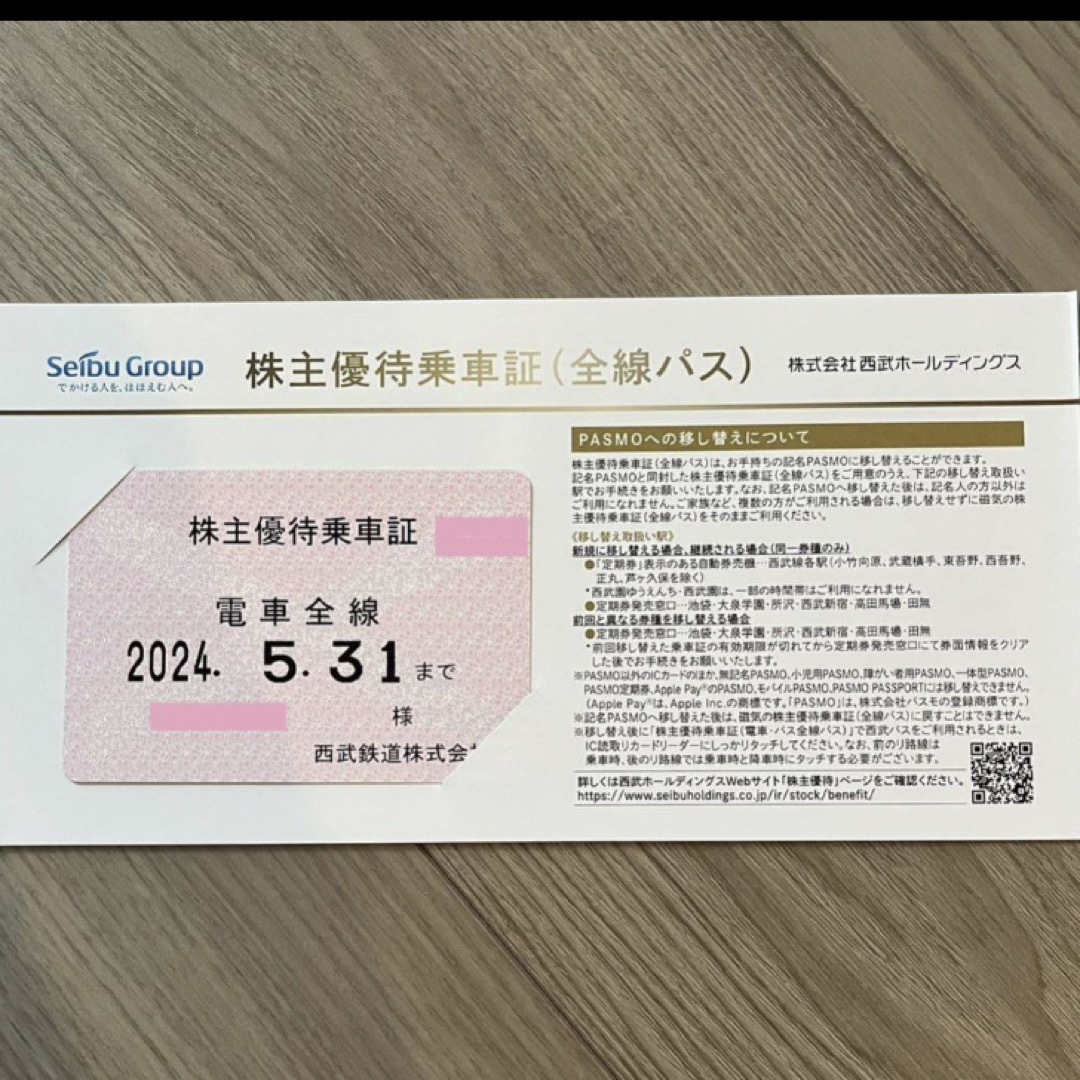 Seibu Group
でかける人を、ほほえむ人へ。
株主優待乗車証(全線パス)
株式会社 西武ホールディングス
株主優待乗車証
電車全線
2024. 5. 31 まで
様
西武鉄道株式会
PASMOへの移し替えについて
株主優待乗車証(全線パス)は、お手持ちの記名PASMOに移し替えることができます。
記名PASMOと同封した株主優待乗車証(全線パス)をご用意のうえ、下記の移し替え取扱い
駅でお手続きをお願いいたします。なお、記名PASMOへ移し替えた後は、記名人の方以外は
ご利用になれません。ご家族など、複数の方がご利用される場合は、移し替えせずに磁気の株
主優待乗車証(全線パス)をそのままご利用ください。
《移し替え取扱い駅》
新規に移し替える場合、継続される場合(同一券種のみ)
●「定期券」表示のある自動券売機…西武線各駅(小竹向原、武蔵横手、東吾野、西吾野、
正丸、芦ヶ久保を除く)
*西武園ゆうえんち・西武園は、一部の時間帯はご利用になれません。
●定期券発売窓口…池袋・大泉学園・所沢・西武新宿・高田馬場・田無
前回と異なる券種を移し替える場合
●定期券発売窓口…池袋・大泉学園・所沢・西武新宿・高田馬場・田無
*前回移し替えた乗車証の有効期限が切れてから定期券発売窓口にて券面情報をクリア
した後でお手続きをお願いいたします。
※PASMO以外のICカードのほか、無記名PASMO、小児用PASMO、障がい者用PASMO、一体型PASMO、
PASMO定期券、Apple Pay®のPASMO、モバイルPASMO、PASMO PASSPORTには移し替えできません。
(Apple Pay®は、Apple Inc.の商標です。「PASMO」は、株式会社パスモの登録商標です。)
※記名PASMOへ移し替えた後は、磁気の株主優待乗車証(全線パス)に戻すことはできません。
※移し替え後に「株主優待乗車証(電車・バス全線パス)」で西武バスをご利用されるときは、
IC読取りカードリーダーにしっかりタッチしてください。なお、前のり路線は
乗車時、後のり路線では乗車時と降車時にタッチする必要がございます。
詳しくは西武ホールディングスWebサイト「株主優待」ページをご確認ください。
https://www.seibuholdings.co.jp/ir/stock/benefit/